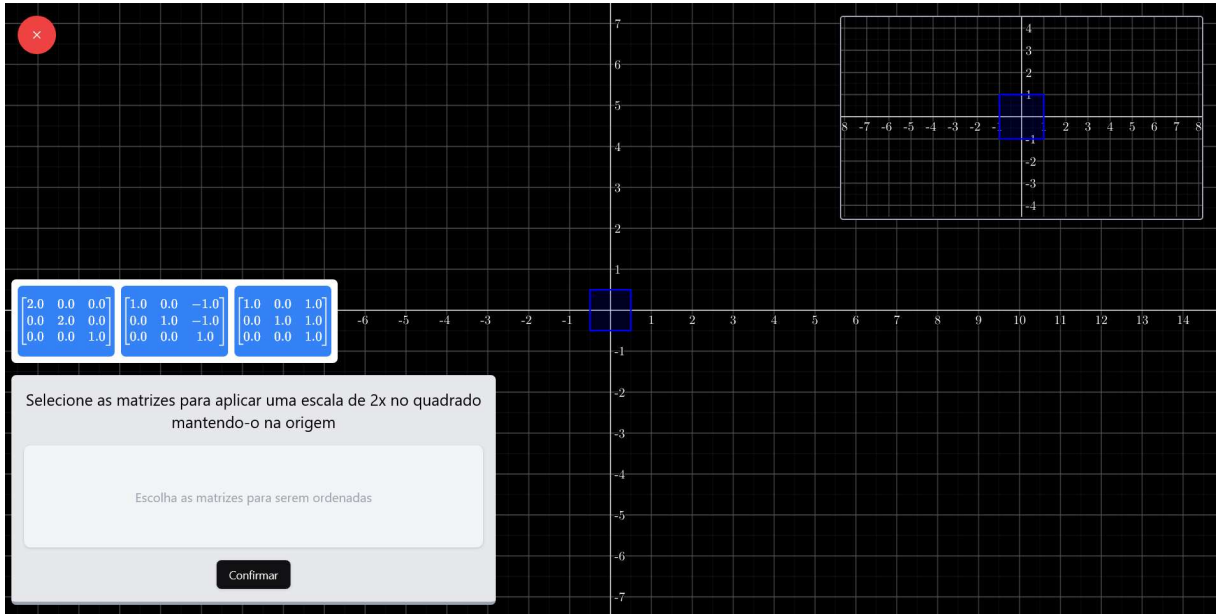 ×
7
6
5
4
3
2
1
-6 -5 -4 -3 -2 -1 1 2 3 4 5 6 7 8 9 10 11 12 13 14
-1
-2
-3
-4
-5
-6
-7
4
3
2
1
8 -7 -6 -5 -4 -3 -2 -1 1 2 3 4 5 6 7 8
-1
-2
-3
-4
2.0 0.0 0.0
0.0 2.0 0.0
0.0 0.0 1.0
1.0 0.0 −1.0
0.0 1.0 −1.0
0.0 0.0 1.0
1.0 0.0 1.0
0.0 1.0 1.0
0.0 0.0 1.0
Selecione as matrizes para aplicar uma escala de 2x no quadrado
mantendo-o na origem
Escolha as matrizes para serem ordenadas
Confirmar